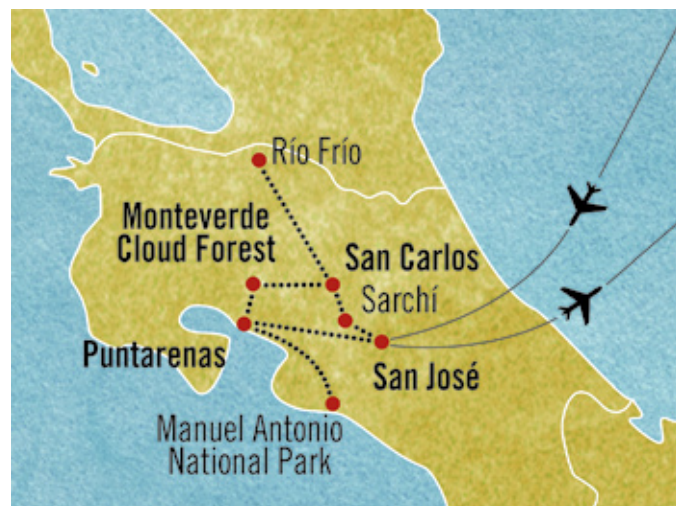 Río Frío
Monteverde
Cloud Forest
San Carlos
Sarchí
Puntarenas
San José
Manuel Antonio
National Park